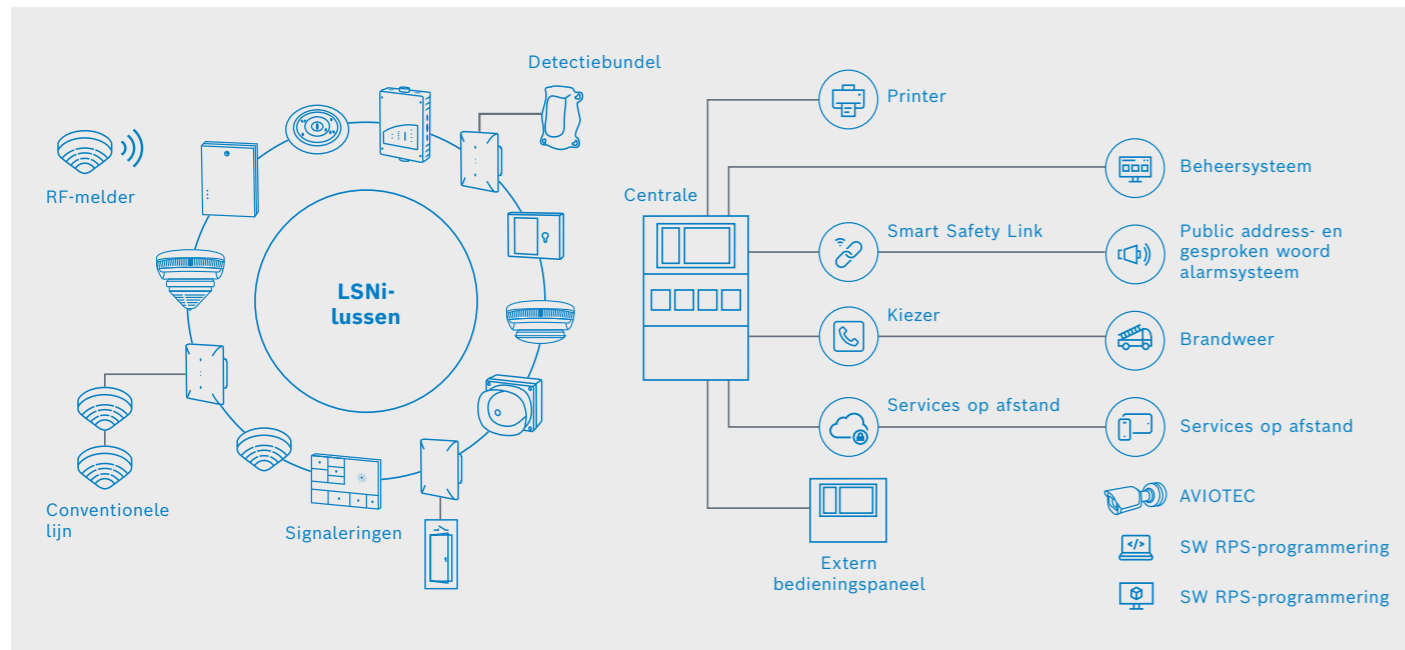 Detectiebundel
RF-melder
LSNi-
lussen
Conventionele
lijn
Signaleringen
Printer
Centrale
Beheersysteem
Smart Safety Link
Public address- en
gesproken woord
alarmsysteem
Kiezer
Brandweer
Services op afstand
Services op afstand
Extern
bedieningspaneel
AVIOTEC
SW RPS-programmering
SW RPS-programmering